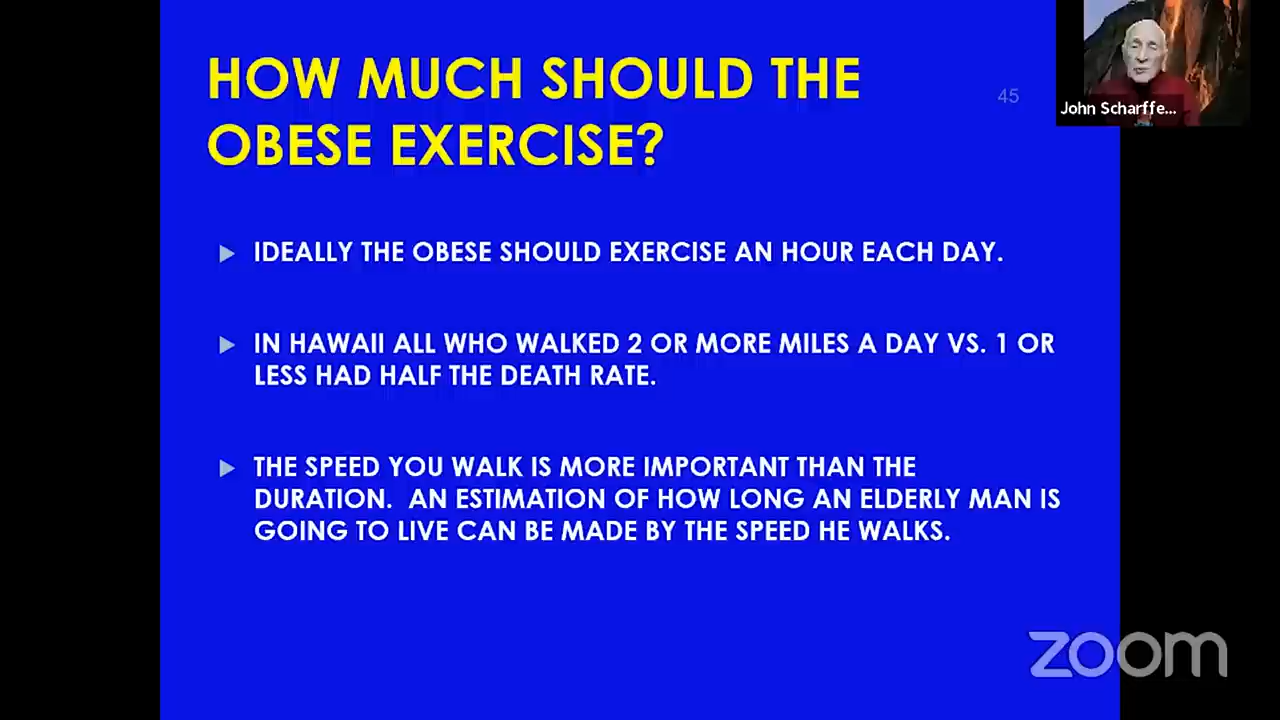 HOW MUCH SHOULD THE
OBESE EXERCISE?
45
John Scharffe...
IDEALLY THE OBESE SHOULD EXERCISE AN HOUR EACH DAY.
IN HAWAII ALL WHO WALKED 2 OR MORE MILES A DAY VS. 1 OR
LESS HAD HALF THE DEATH RATE.
THE SPEED YOU WALK IS MORE IMPORTANT THAN THE
DURATION.  AN ESTIMATION OF HOW LONG AN ELDERLY MAN IS
GOING TO LIVE CAN BE MADE BY THE SPEED HE WALKS.
zoom